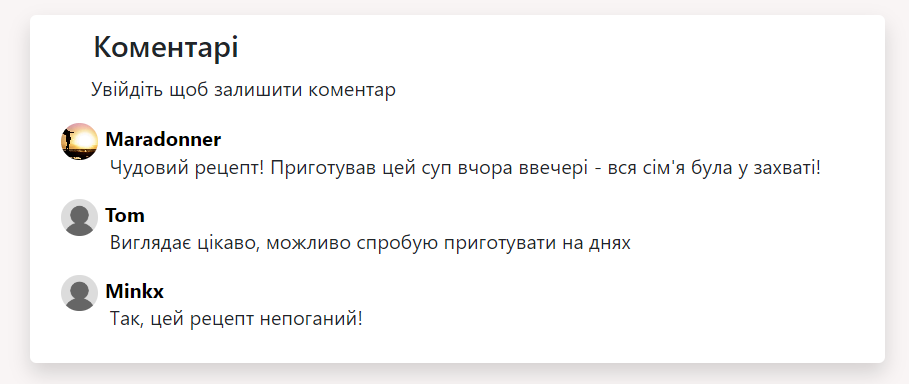 Коментарі
Увійдіть щоб залишити коментар
Maradonner
Чудовий рецепт! Приготував цей суп вчора ввечері - вся сім'я була у захваті!
Tom
Виглядає цікаво, можливо спробую приготувати на днях
Minkx
Так, цей рецепт непоганий!